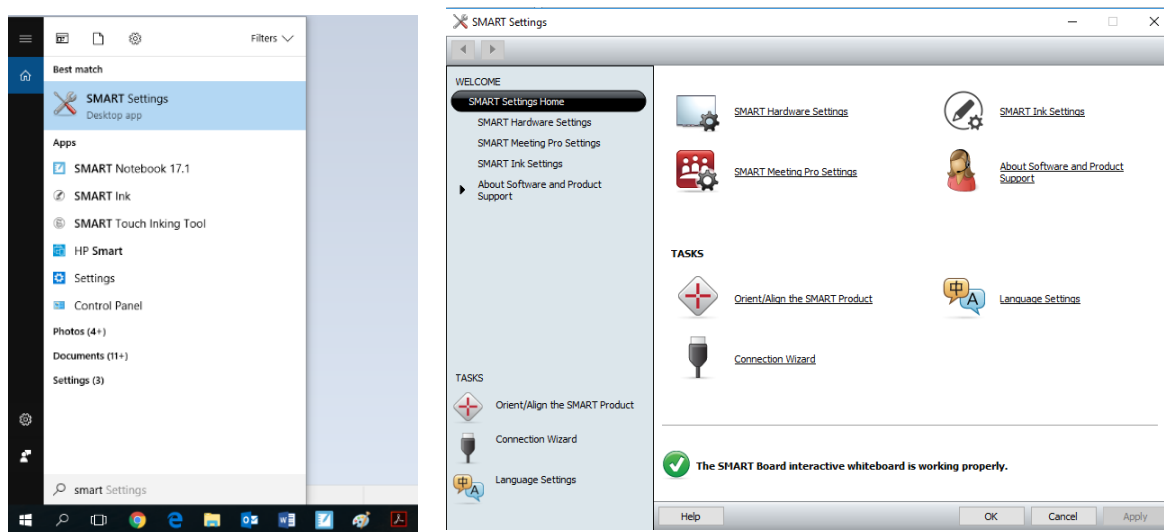 Filters
Best match
SMART Settings
Desktop app
Apps
SMART Notebook 17.1
SMART Ink
SMART Touch Inking Tool
HP Smart
Settings
Control Panel
Photos (4+)
Documents (11+)
Settings (3)
smart Settings
SMART Settings
WELCOME
SMART Settings Home
SMART Hardware Settings
SMART Meeting Pro Settings
SMART Ink Settings
About Software and Product
Support
TASKS
Orient/Align the SMART Product
Connection Wizard
Language Settings
SMART Hardware Settings
SMART Ink Settings
SMART Meeting Pro Settings
About Software and Product
Support
TASKS
Orient/Align the SMART Product
中
A
Language Settings
Connection Wizard
The SMART Board interactive whiteboard is working properly.
Help
OK
Cancel
Apply